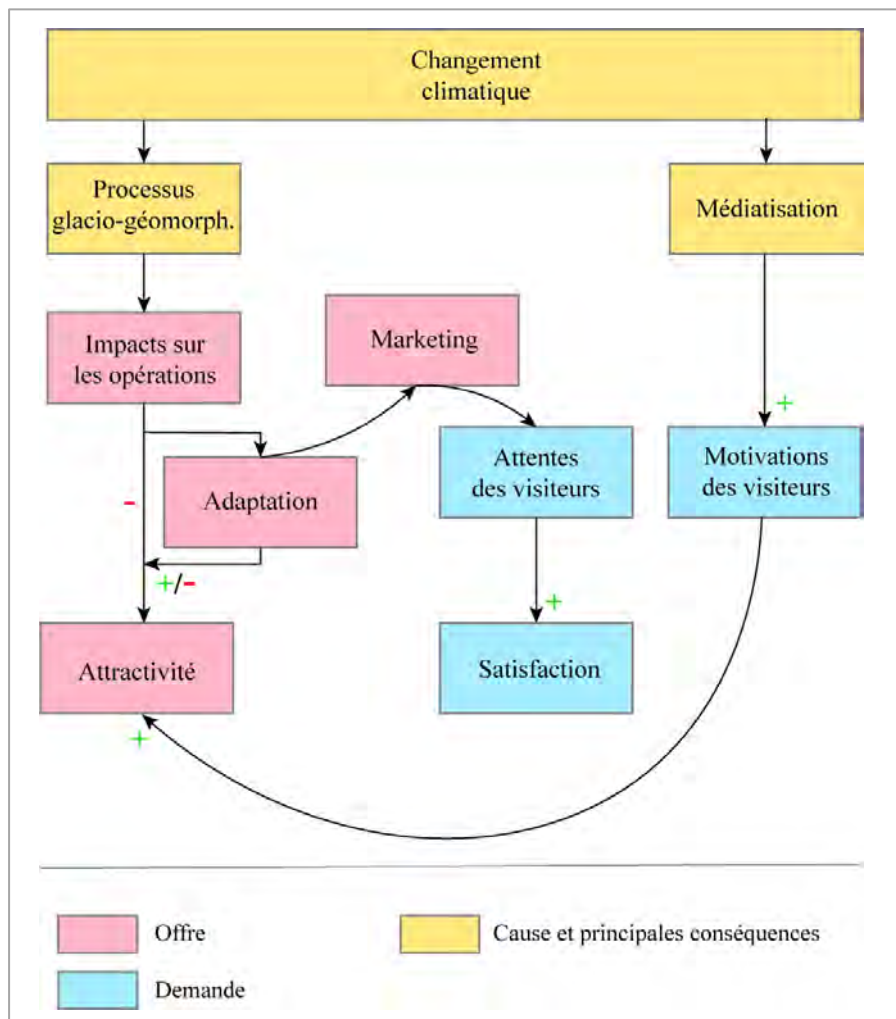 Changement
climatique
Processus
glacio-géomorph.
Médiatisation
Impacts sur
les opérations
Marketing
+
Attentes
des visiteurs
Motivations
des visiteurs
Adaptation
-
+/-
+
Attractivité
Satisfaction
+
Offre
Cause et principales conséquences
Demande